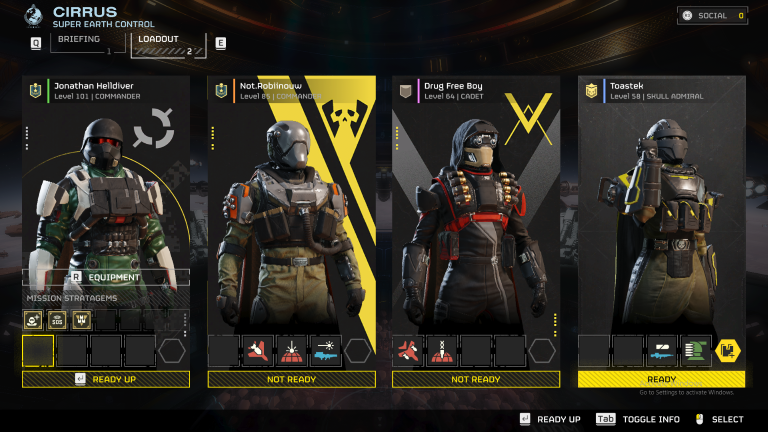 CIRRUS
SUPER EARTH CONTROL
SOCIAL 0
Q BRIEFING 1 LOADOUT 2 E
Jonathan Helldiver
Level 101 | COMMANDER
Not.Robiinouw
Level 85 | COMMANDER
Drug Free Boy
Level 64 | CADET
Toastek
Level 58 | SKULL ADMIRAL
R EQUIPMENT
MISSION STRATAGEMS
SOS
READY UP
NOT READY
NOT READY
READY
Go to Settings to activate Windows.
READY UP Tab TOGGLE INFO SELECT